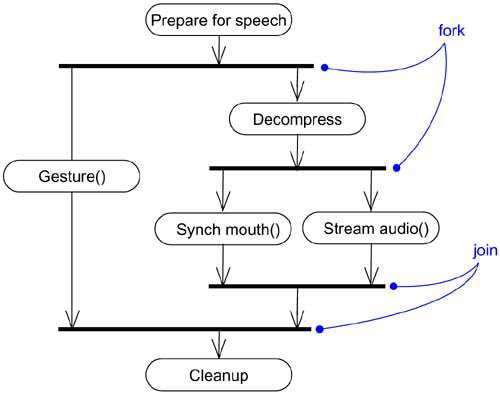 Prepare for speech
fork
Decompress
Gesture()
Synch mouth()
Stream audio()
join
Cleanup